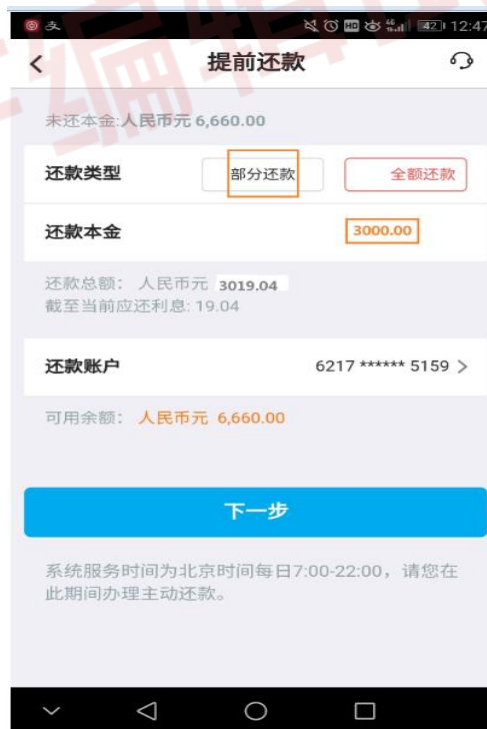 支 HD 4G 42 12:47
提前还款
未还本金:人民币元 6,660.00
还款类型 部分还款 全额还款
还款本金 3000.00
还款总额： 人民币元 3019.04
截至当前应还利息: 19.04
还款账户 6217 ****** 5159 >
可用余额： 人民币元 6,660.00
下一步
系统服务时间为北京时间每日7:00-22:00，请您在
此期间办理主动还款。